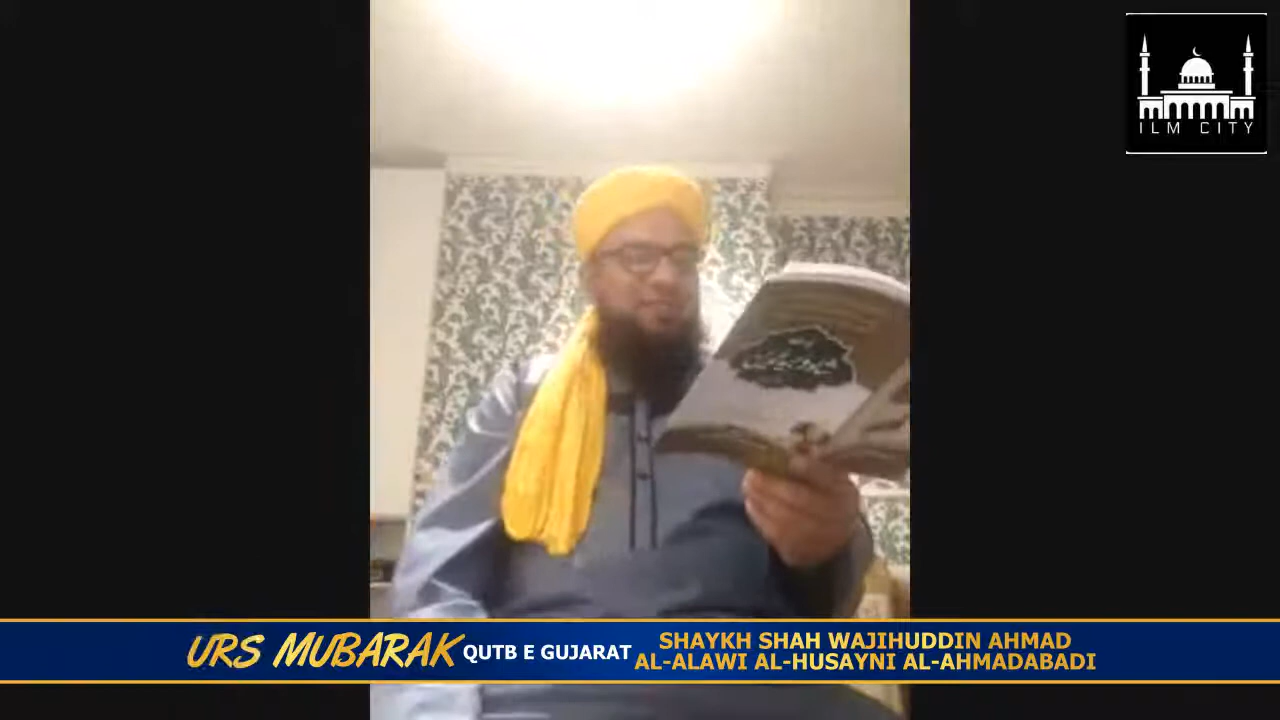 ILM CITY
URS MUBARAK QUTB E GUJARAT SHAYKH SHAH WAJIHUDDIN AHMAD
AL-ALAWI AL-HUSAYNI AL-AHMADABADI